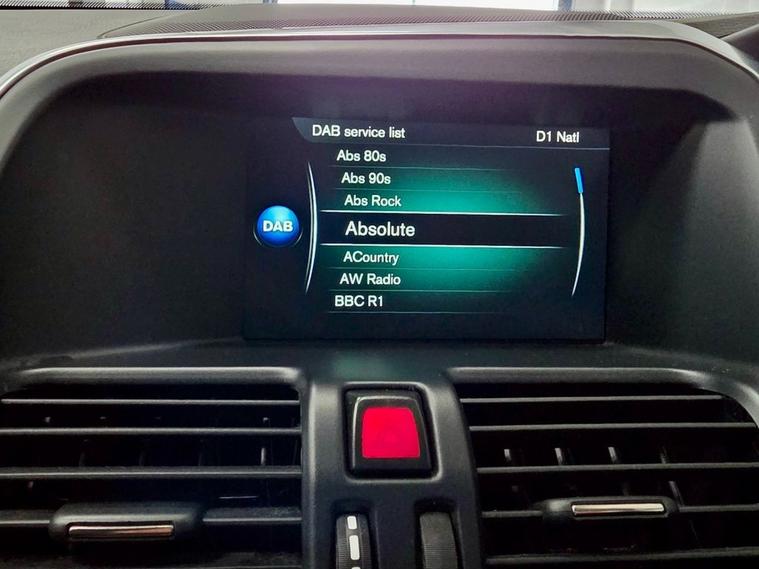 DAB service list D1 Natl
Abs 80s
Abs 90s
Abs Rock
DAB
Absolute
ACountry
AW Radio
BBC R1